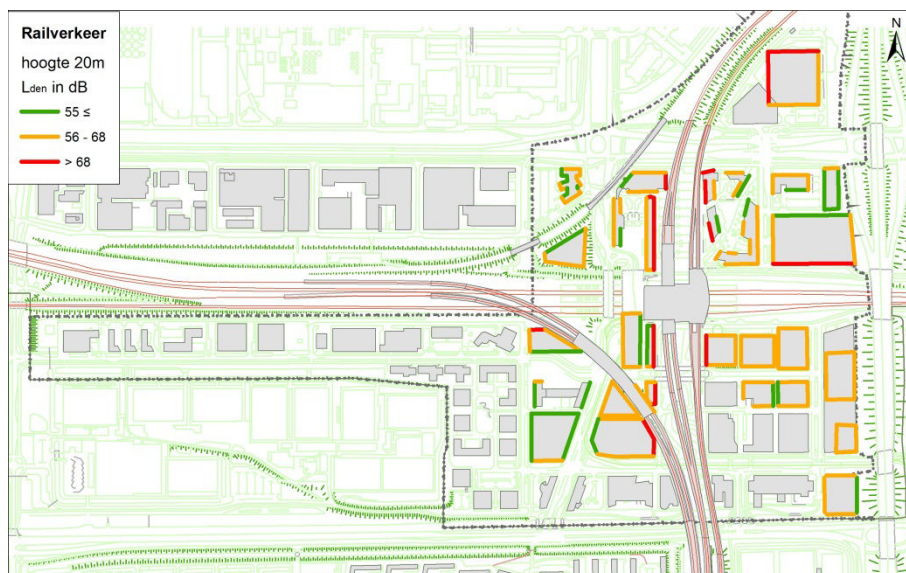 Railverkeer
hoogte 20m
Lden in dB
55 ≤
56 - 68
> 68
N